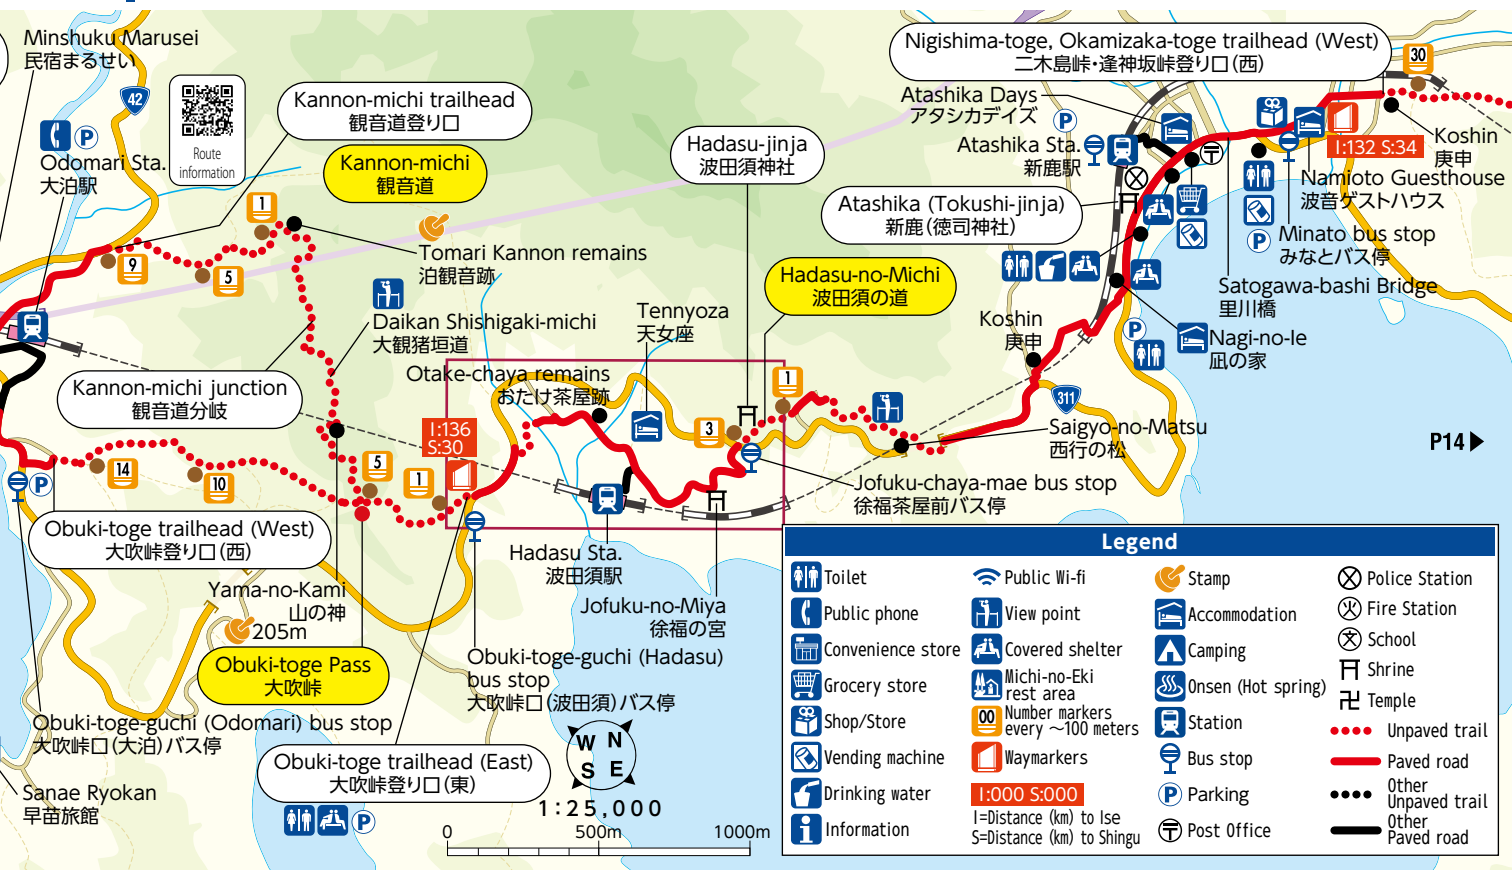 Minshuku Marusei
民宿まるせい
42
Route
information
Odomari Sta.
大泊駅
Kannon-michi trailhead
観音道登り口
Kannon-michi
観音道
1
9
5
Tomari Kannon remains
泊観音跡
Daikan Shishigaki-michi
大観猪垣道
Kannon-michi junction
観音道分岐
Hadasu-jinja
波田須神社
Tennyoza
天女座
Otake-chaya remains
おたけ茶屋跡
Hadasu-no-Michi
波田須の道
Nigishima-toge, Okamizaka-toge trailhead (West)
二木島峠・逢神坂峠登り口(西)
30
Atashika Days
アタシカデイズ
Atashika Sta.
新鹿駅
Atashika (Tokushi-jinja)
新鹿(徳司神社)
I:132 S:34
Koshin
庚申
Namioto Guesthouse
波音ゲストハウス
Minato bus stop
みなとバス停
Satogawa-bashi Bridge
里川橋
Koshin
庚申
Nagi-no-Ie
凪の家
311
P14
Saigyo-no-Matsu
西行の松
Jofuku-chaya-mae bus stop
徐福茶屋前バス停
1
3
I:136
S:30
5
1
14
10
Obuki-toge trailhead (West)
大吹峠登り口(西)
Yama-no-Kami
山の神
205m
Obuki-toge Pass
大吹峠
Hadasu Sta.
波田須駅
Jofuku-no-Miya
徐福の宮
Obuki-toge-guchi (Hadasu)
bus stop
大吹峠口(波田須)バス停
Obuki-toge-guchi (Odomari) bus stop
大吹峠口(大泊)バス停
Sanae Ryokan
早苗旅館
Obuki-toge trailhead (East)
大吹峠登り口(東)
W N
S E
1:25,000
0 500m 1000m
Legend
Toilet
Public phone
Convenience store
Grocery store
Shop/Store
Vending machine
Drinking water
Information
Public Wi-fi
View point
Covered shelter
Michi-no-Eki
rest area
00
Number markers
every ～100 meters
Waymarkers
I:000 S:000
I=Distance (km) to Ise
S=Distance (km) to Shingu
Stamp
Accommodation
Camping
Onsen (Hot spring)
Station
Bus stop
Parking
Post Office
Police Station
Fire Station
School
Shrine
Temple
Unpaved trail
Paved road
Other
Unpaved trail
Other
Paved road